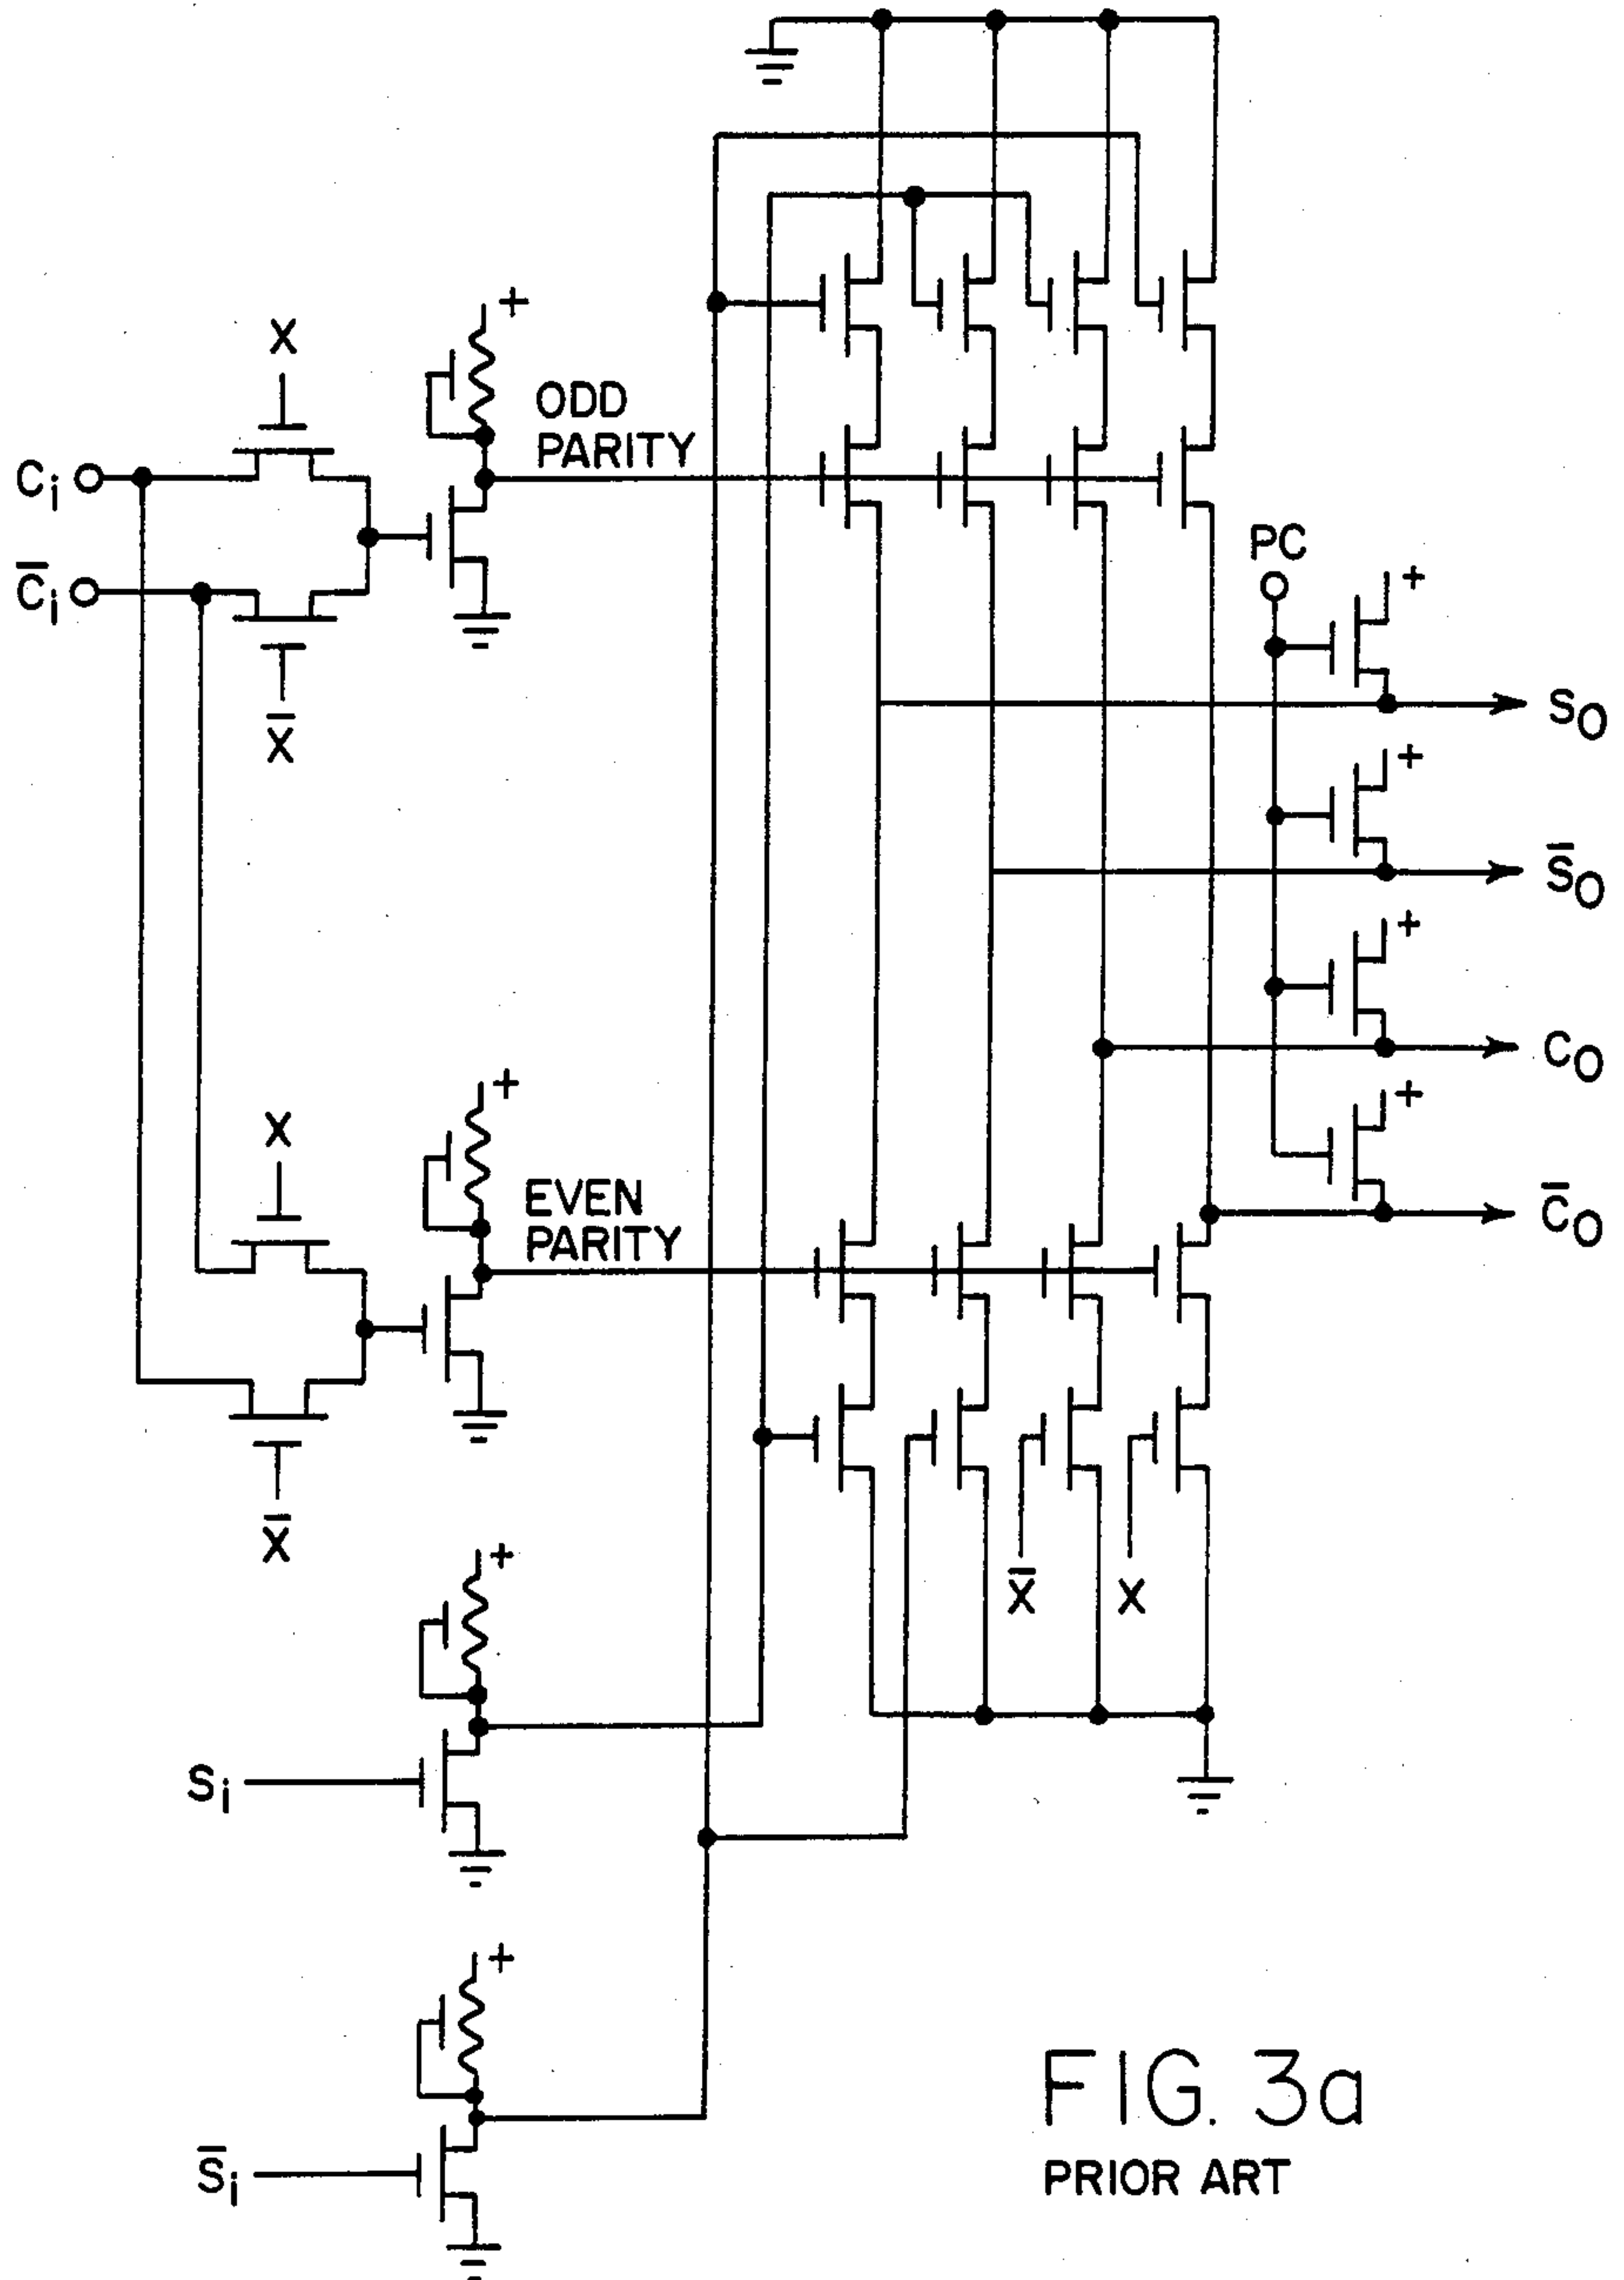 +
X
ODD
PARITY
Ci
C̅i
X̅
PC
+
SO
+
S̅O
+
CO
+
C̅O
+
X
EVEN
PARITY
X̅
+
X̅
X
Si
+
S̅i
FIG. 3a
PRIOR ART